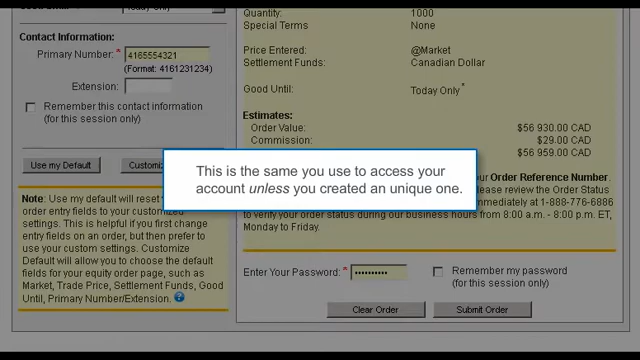 Today Only
Contact Information:
Primary Number: * 4165554321
(Format: 4161231234)
Extension:
Remember this contact information
(for this session only)
Use my Default
Note: Use my default will reset
order entry fields to your customized
settings. This is helpful if you first change
entry fields on an order, but then prefer to
use your custom settings. Customize
Default will allow you to choose the default
fields for your equity order page, such as
Market, Trade Price, Settlement Funds, Good
Until, Primary Number/Extension. ?
Quantity: 1000
Special Terms None
Price Entered: @Market
Settlement Funds: Canadian Dollar
Good Until: Today Only*
Estimates:
Order Value: $56 930.00 CAD
Commission: $29.00 CAD
$56 959.00 CAD
This is the same you use to access your
account unless you created an unique one.
your Order Reference Number.
please review the Order Status
immediately at 1-888-776-6886
to verify your order status during our business hours from 8:00 a.m. - 8:00 p.m. ET,
Monday to Friday.
Enter Your Password: * ••••••••••
Remember my password
(for this session only)
Clear Order
Submit Order